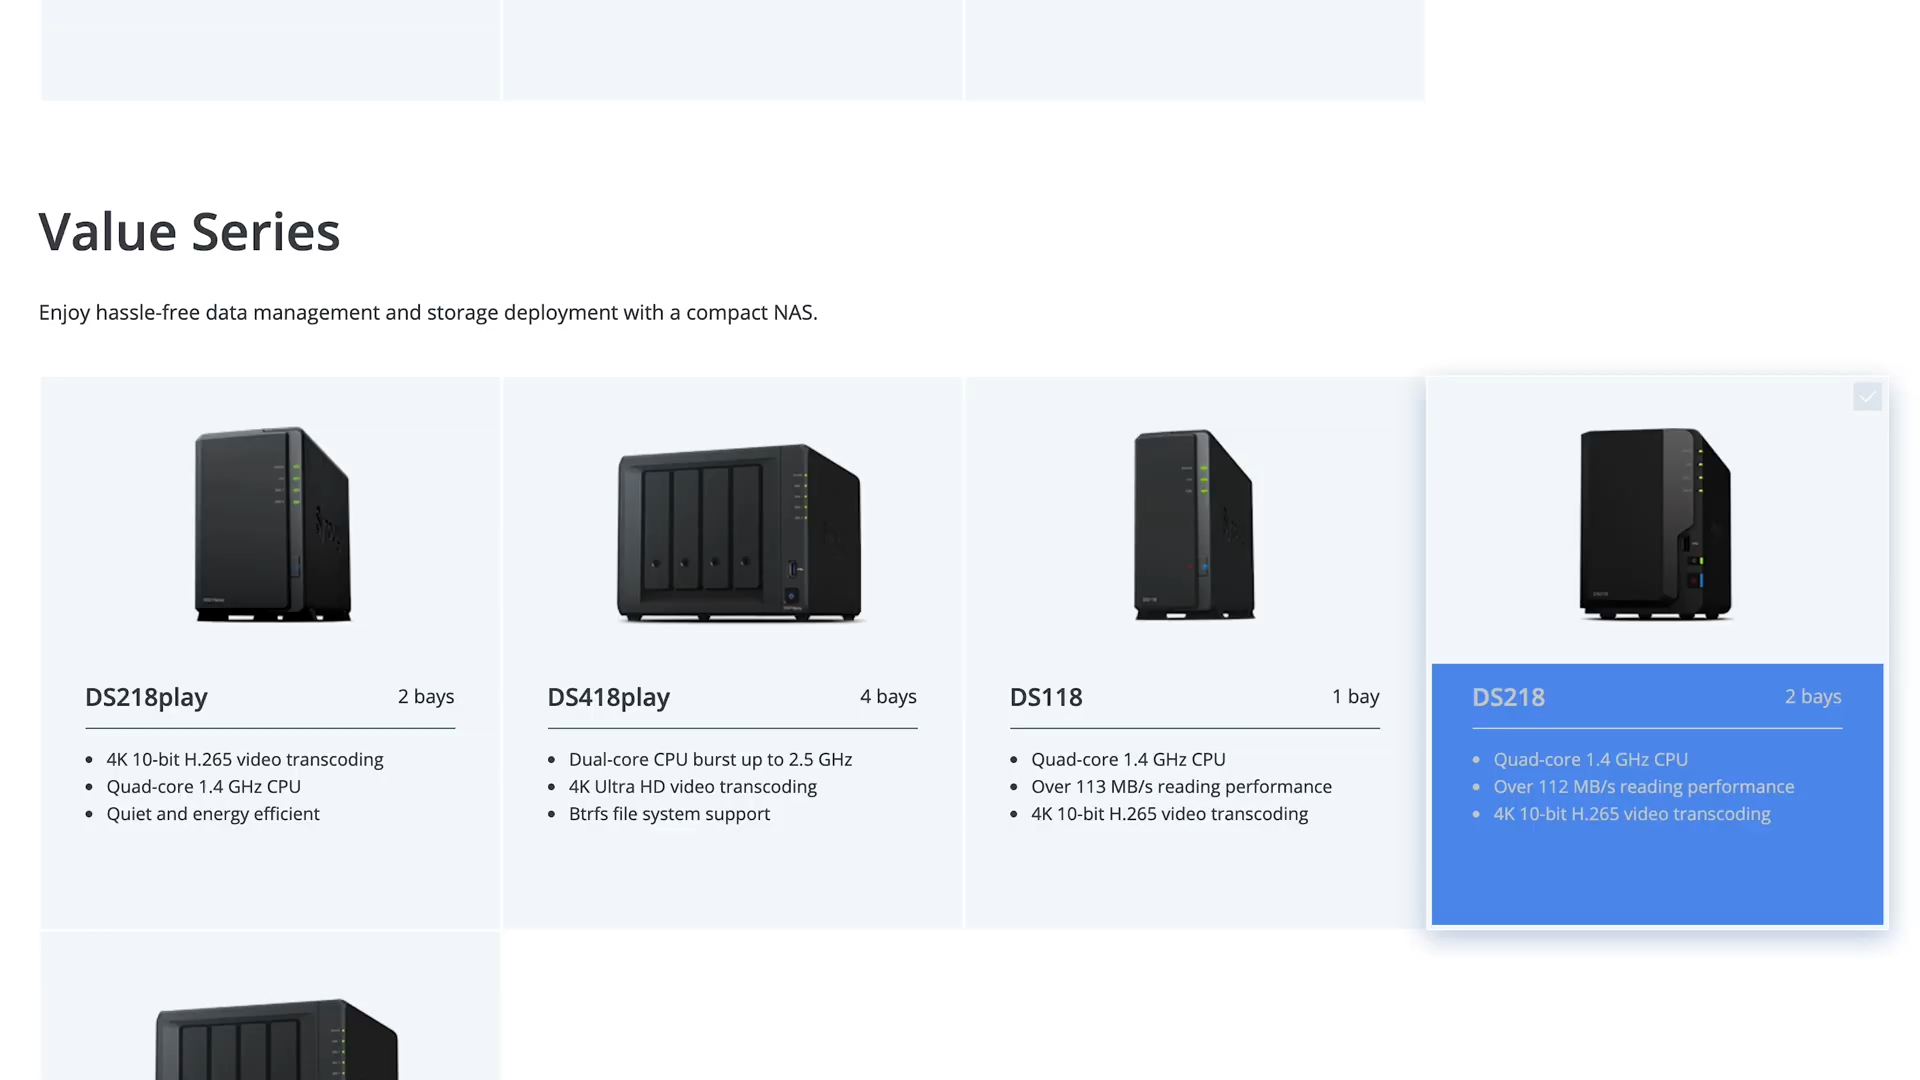 Value Series
Enjoy hassle-free data management and storage deployment with a compact NAS.
DS218play 2 bays
4K 10-bit H.265 video transcoding
Quad-core 1.4 GHz CPU
Quiet and energy efficient
DS418play 4 bays
Dual-core CPU burst up to 2.5 GHz
4K Ultra HD video transcoding
Btrfs file system support
DS118 1 bay
Quad-core 1.4 GHz CPU
Over 113 MB/s reading performance
4K 10-bit H.265 video transcoding
DS218 2 bays
Quad-core 1.4 GHz CPU
Over 112 MB/s reading performance
4K 10-bit H.265 video transcoding